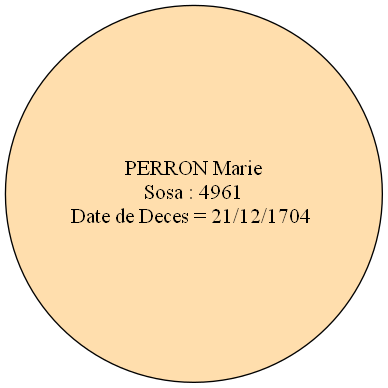 PERRON Marie
Sosa : 4961
Date de Deces = 21/12/1704